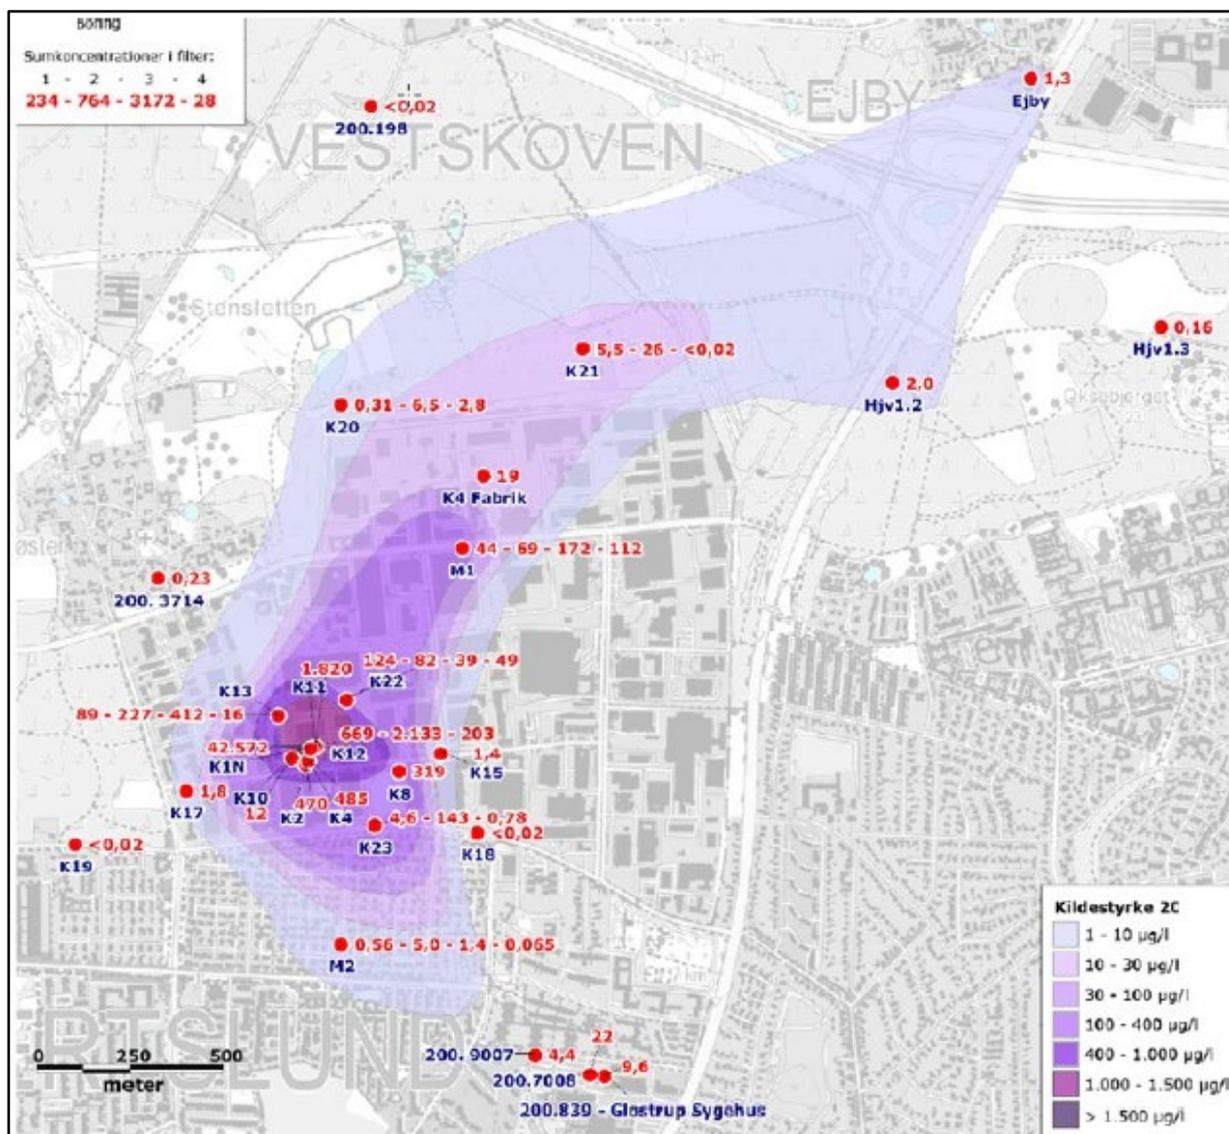 Boring
Sumkoncentrationer i filter:
1 - 2 - 3 - 4
234 - 764 - 3172 - 28
<0,02
200.198
VESTSKOVEN
EJBY
1,3
Ejby
Stensletten
5,5 - 26 - <0,02
K21
0,16
Hjv1.3
2,0
Hjv1.2
0,31 - 6,5 - 2,8
K20
19
K4 Fabrik
44 - 69 - 172 - 112
M1
0,23
200. 3714
124 - 82 - 39 - 49
1.820
K11
K22
K13
89 - 227 - 412 - 16
669 - 2.133 - 203
42.572
K12
K1N
1,4
K15
319
K8
1,8
K17
K10
12
470
485
K2
K4
4,6 - 143 - 0,78
K23
<0,02
K18
<0,02
K19
0,56 - 5,0 - 1,4 - 0,065
M2
ERTSLUND
0 250 500
meter
200. 9007
4,4
22
200.7008
9,6
200.839 - Glostrup Sygehus
Kildestyrke 2C
1 - 10 µg/l
10 - 30 µg/l
30 - 100 µg/l
100 - 400 µg/l
400 - 1.000 µg/l
1.000 - 1.500 µg/l
> 1.500 µg/l